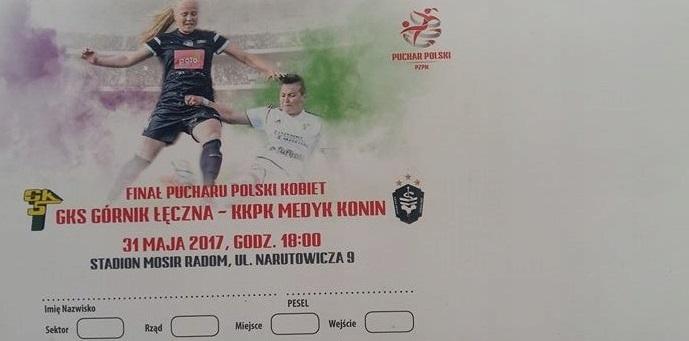 PUCHAR POLSKI
PZPN
FINAŁ PUCHARU POLSKI KOBIET
GKS GÓRNIK ŁĘCZNA - KKPK MEDYK KONIN
31 MAJA 2017, GODZ. 18:00
STADION MOSIR RADOM, UL. NARUTOWICZA 9
Imię Nazwisko PESEL
Sektor Rząd Miejsce Wejście